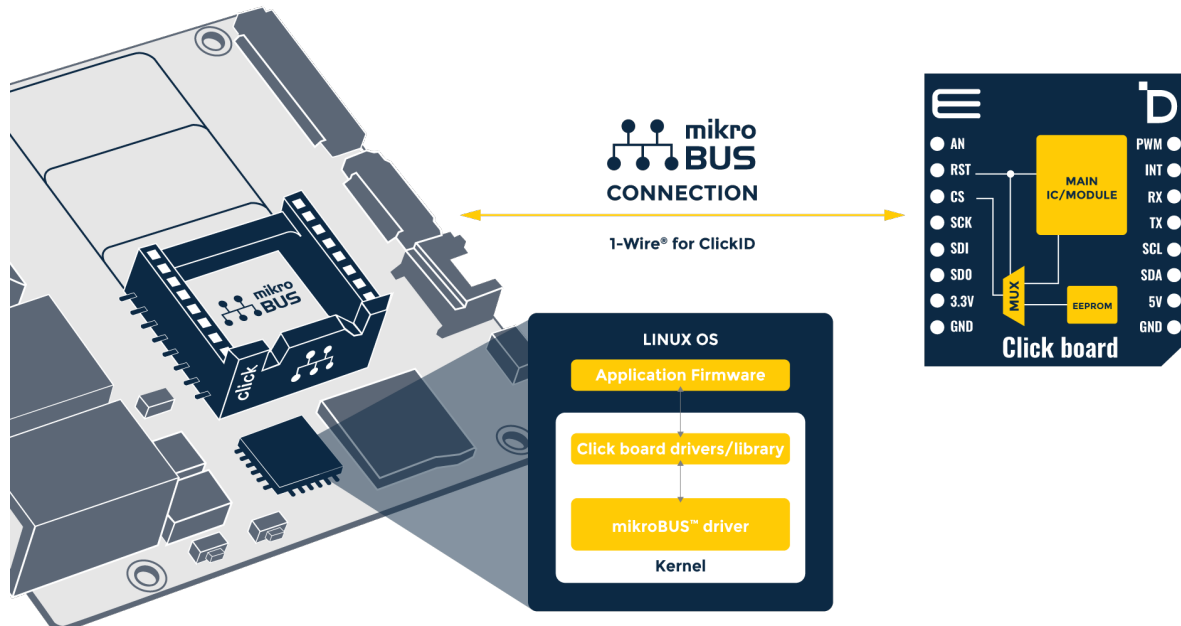 mikro
BUS
click
mikro
BUS
CONNECTION
1-Wire® for ClickID
LINUX OS
Application Firmware
Click board drivers/library
mikroBUS™ driver
Kernel
AN
RST
CS
SCK
SDI
SDO
3.3V
GND
MAIN
IC/MODULE
MUX
EEPROM
PWM
INT
RX
TX
SCL
SDA
5V
GND
Click board